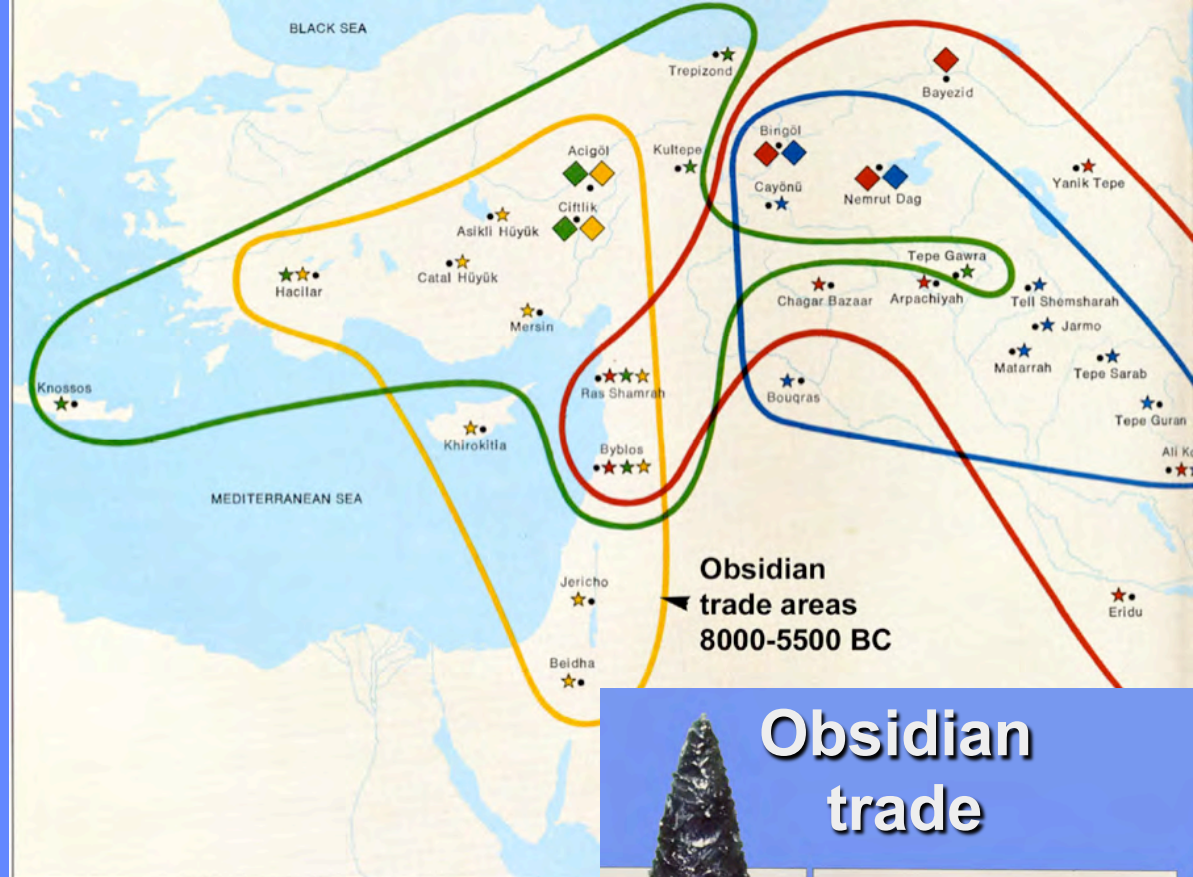 BLACK SEA
Trepizond
Bayezid
Bingöl
Acigöl
Kultepe
Yanik Tepe
Cayönü
Nemrut Dag
Ciftlik
Asikli Hüyük
Tepe Gawra
Catal Hüyük
Hacilar
Chagar Bazaar
Arpachiyah
Tell Shemsharah
Mersin
Jarmo
Matarrah
Tepe Sarab
Knossos
Ras Shamrah
Bouqras
Tepe Guran
Khirokitia
Byblos
Ali
MEDITERRANEAN SEA
Obsidian
trade areas
8000-5500 BC
Jericho
Eridu
Beidha
Obsidian
trade